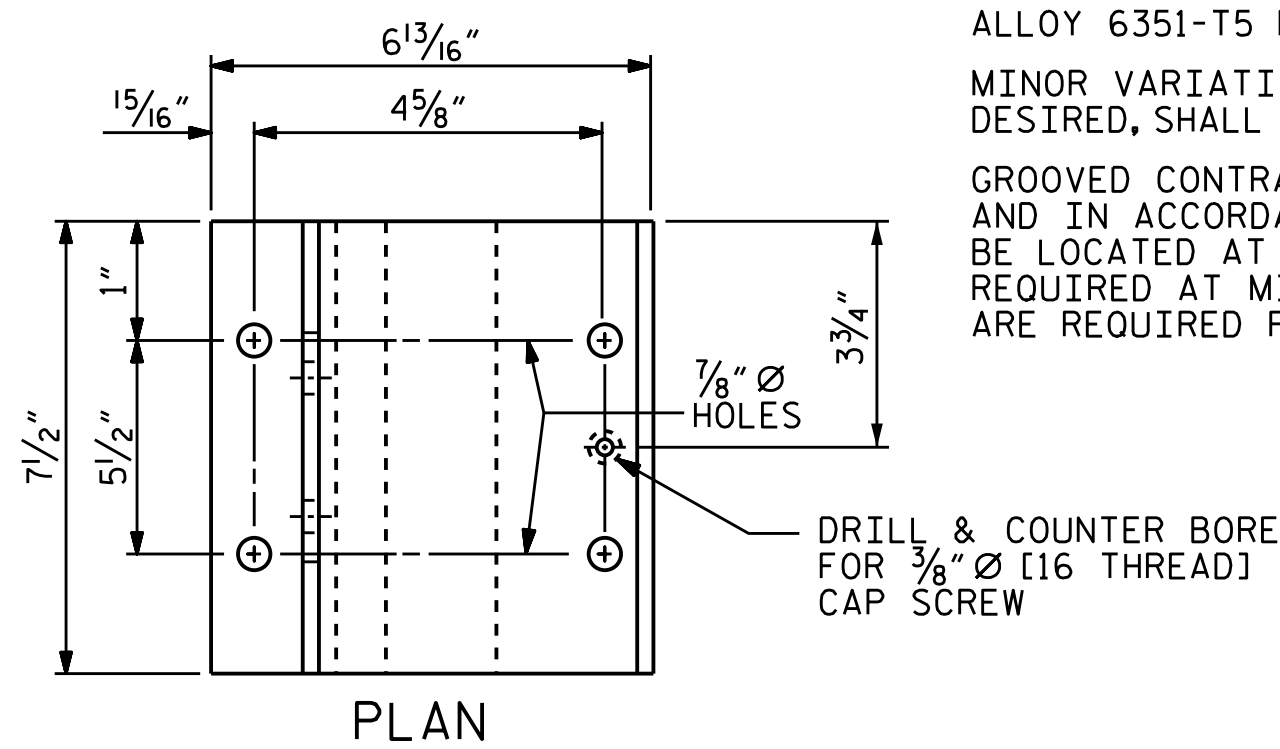 6 13/16"
15/16"
4 5/8"
1"
7 1/2"
5 1/2"
3 3/4"
7/8" Ø
HOLES
DRILL & COUNTER BORE
FOR 3/8" Ø [16 THREAD]
CAP SCREW
PLAN
ALLOY 6351-T5
MINOR VARIATI
DESIRED, SHALL
GROOVED CONTRA
AND IN ACCORDA
BE LOCATED AT
REQUIRED AT MI
ARE REQUIRED F